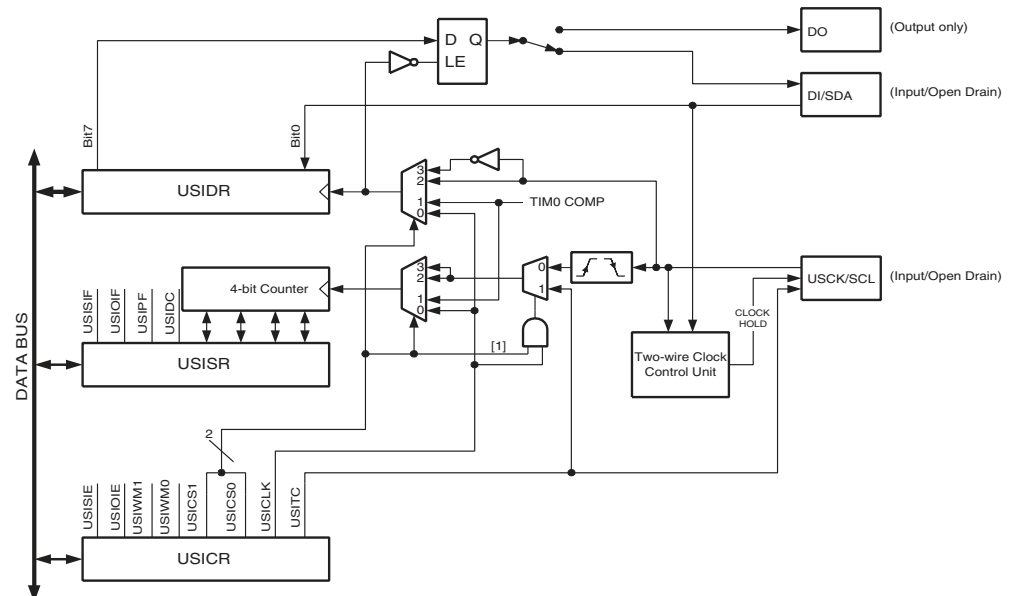 D Q
LE
DO
(Output only)
DI/SDA
(Input/Open Drain)
Bit7
Bit0
USIDR
3
2
1
0
TIM0 COMP
DATA BUS
4-bit Counter
USISIF
USIOIF
USIPF
USIDC
USISR
3
2
1
0
0
1
[1]
USCK/SCL
(Input/Open Drain)
CLOCK
HOLD
Two-wire Clock
Control Unit
2
USISIE
USIOIE
USIWM1
USIWM0
USICS1
USICS0
USICLK
USITC
USICR